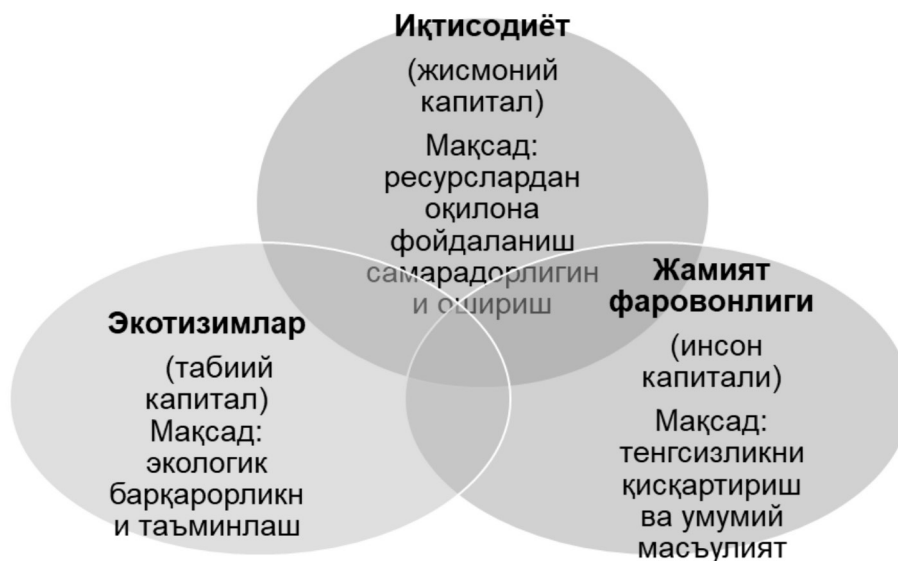 Иқтисодиёт
(жисмоний
капитал)
Мақсад:
ресурслардан
оқилона
фойдаланиш
самарадорлигин
и ошириш
Экотизимлар
(табиий
капитал)
Мақсад:
экологик
барқарорликн
и таъминлаш
Жамият
фаровонлиги
(инсон
капитали)
Мақсад:
тенгсизликни
қисқартириш
ва умумий
масъулият